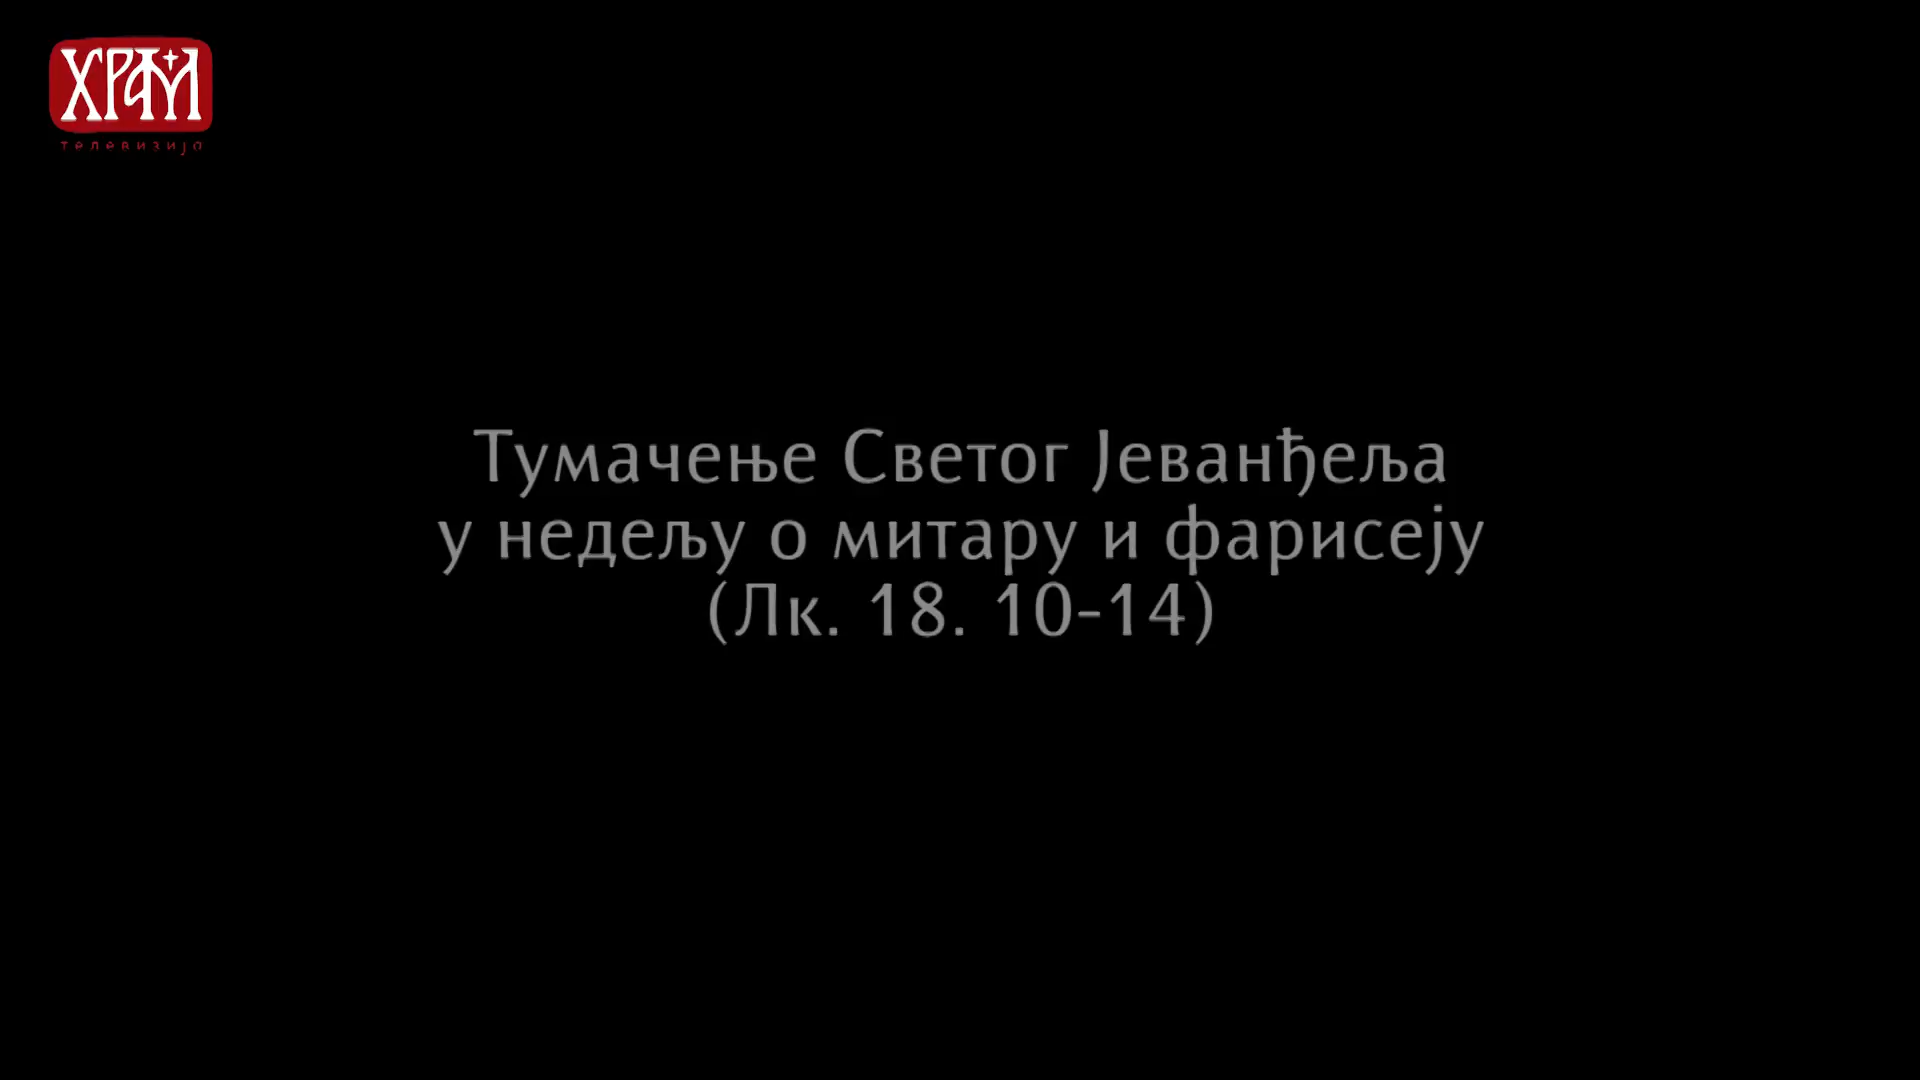 ХРАМ
телевизија
Тумачење Светог Јеванђеља
у недељу о митару и фарисеју
(Лк. 18. 10-14)